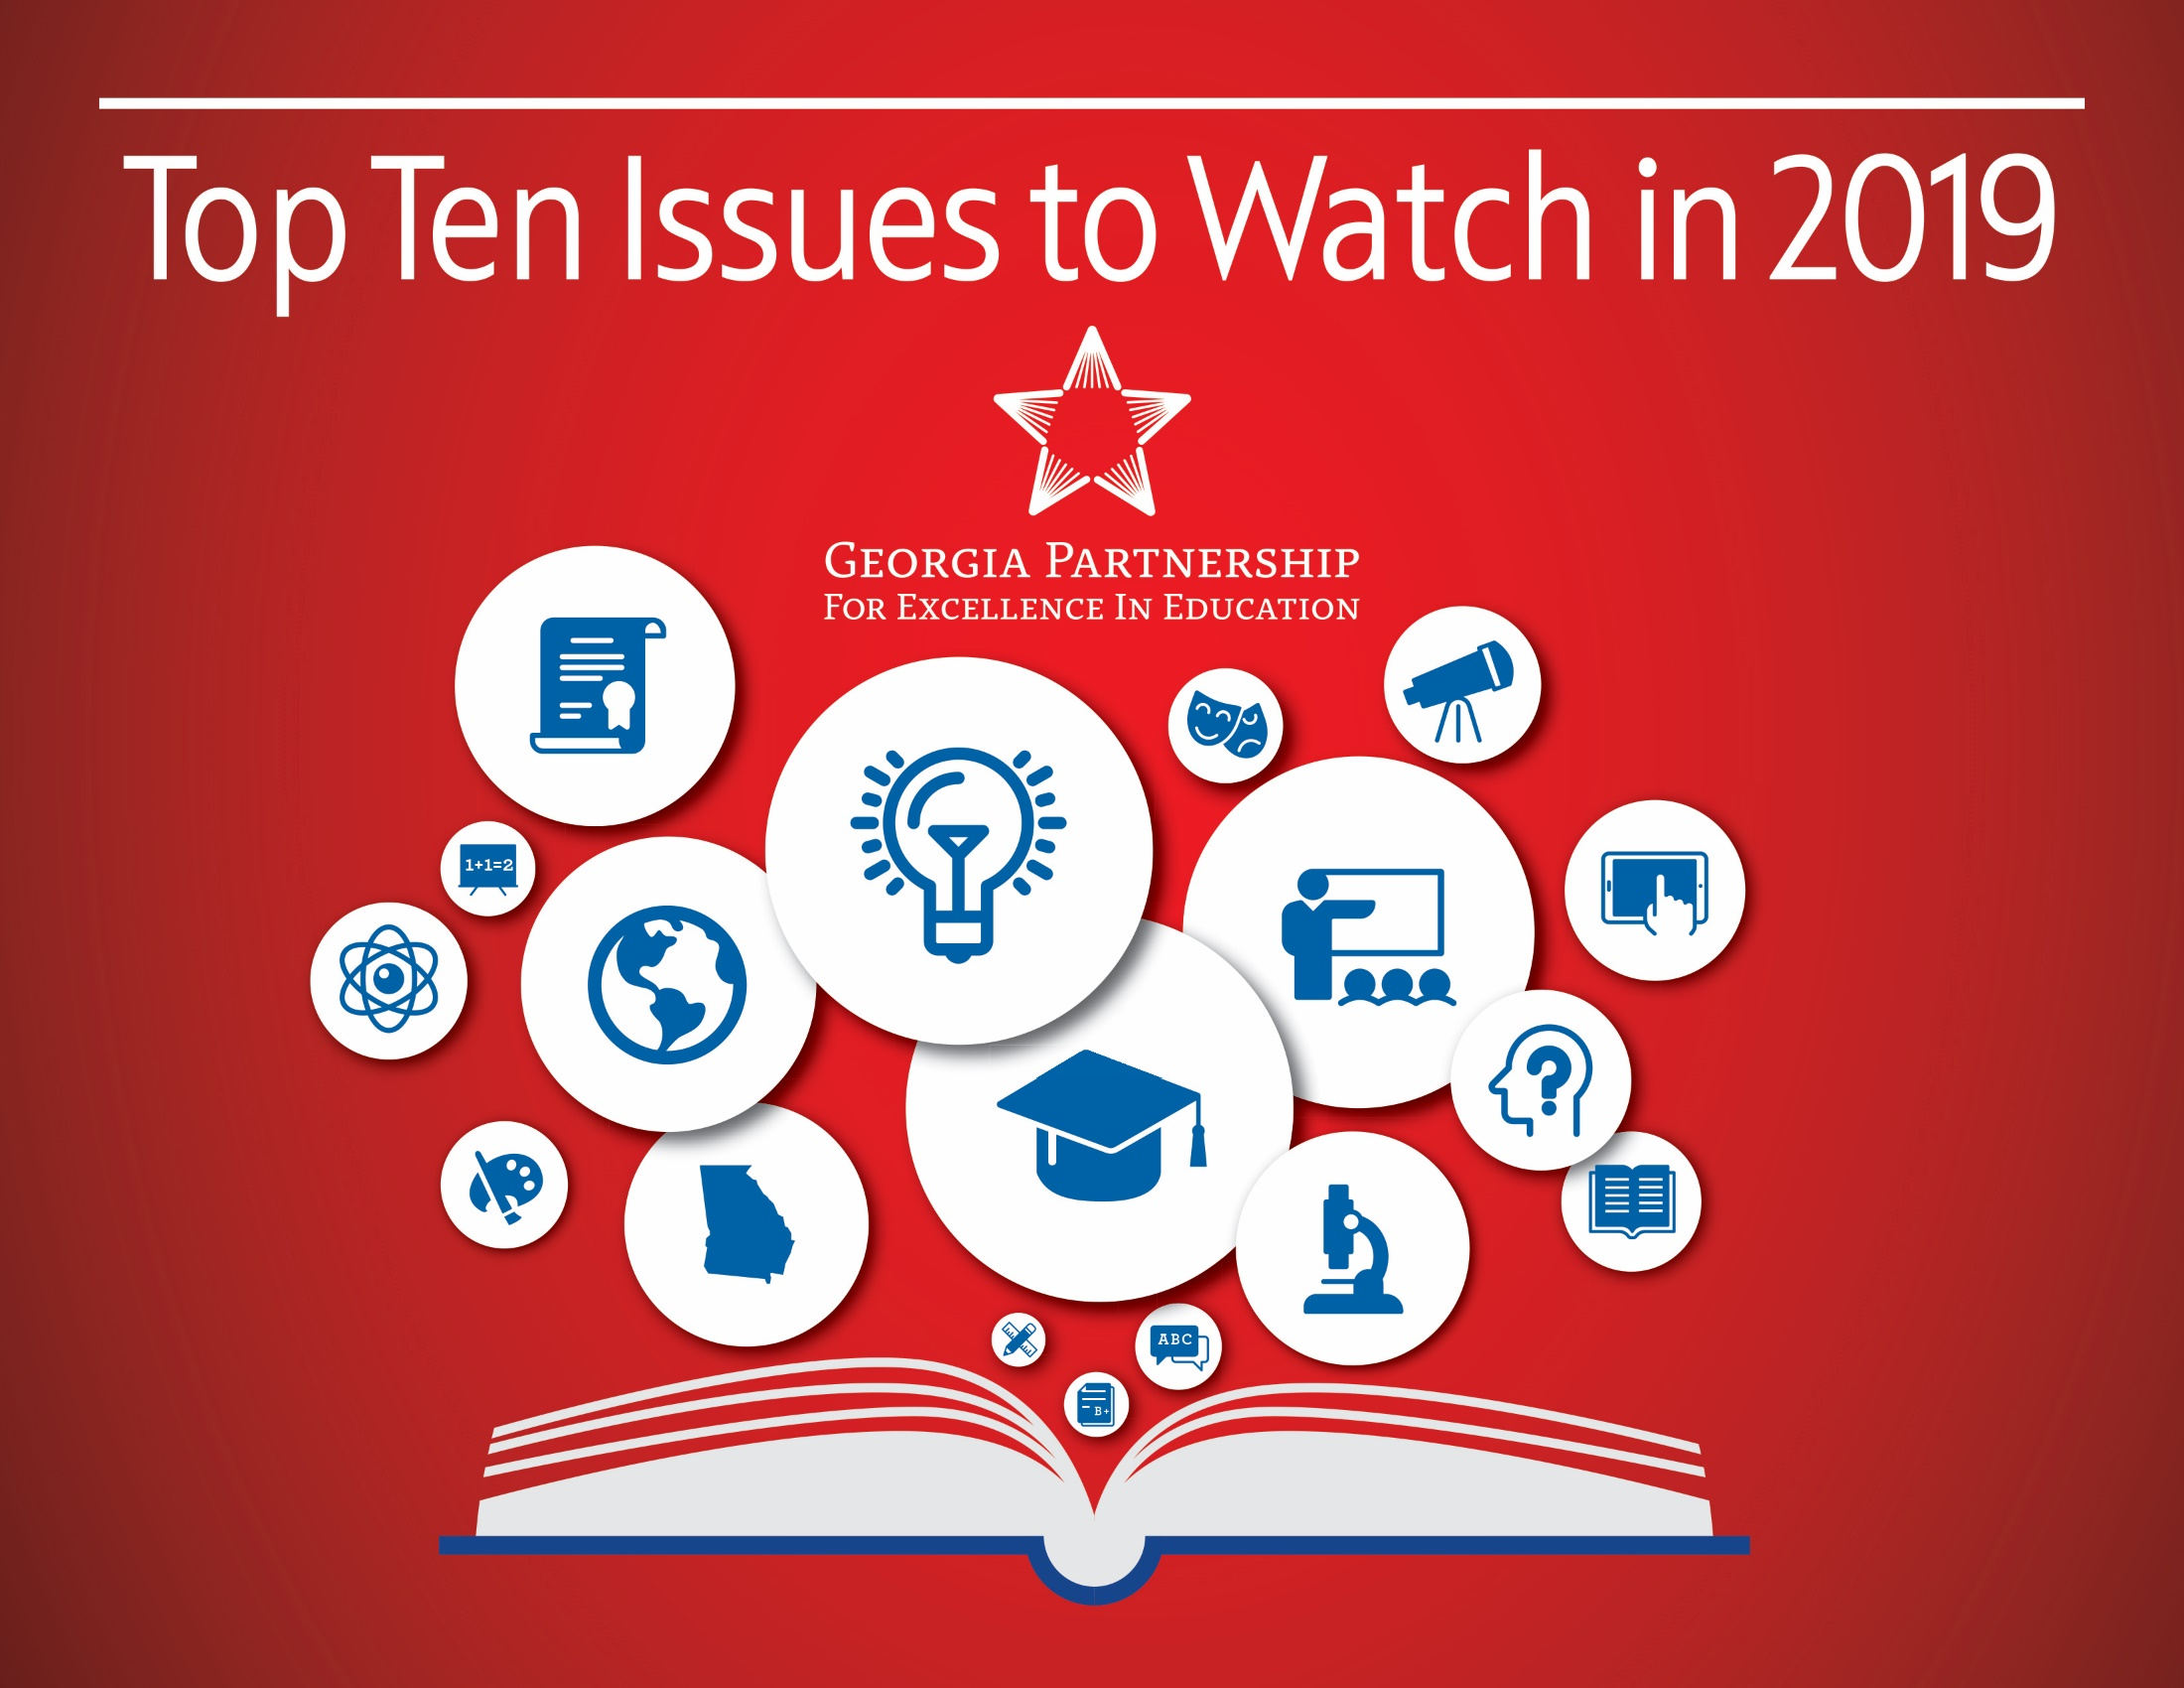 Top Ten Issues to Watch in 2019
GEORGIA PARTNERSHIP
FOR EXCELLENCE IN EDUCATION
1+1=2
ABC
B+